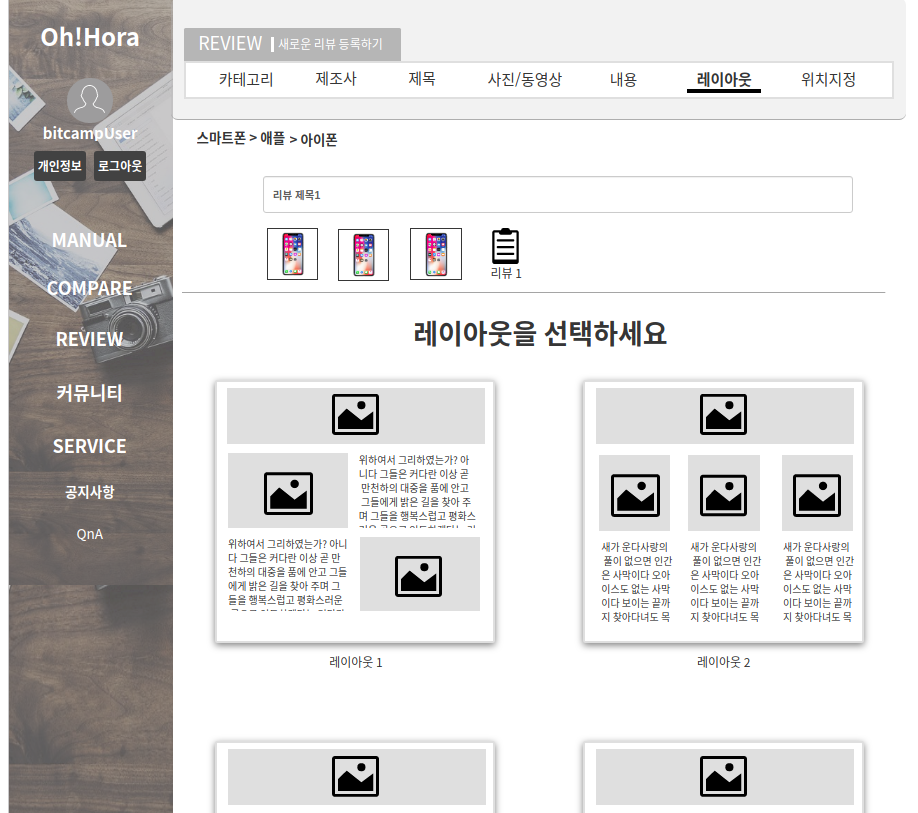 Oh!Hora
bitcampUser
개인정보 로그아웃
MANUAL
COMPARE
REVIEW
커뮤니티
SERVICE
공지사항
QnA
REVIEW | 새로운 리뷰 등록하기
카테고리 제조사 제목 사진/동영상 내용 레이아웃 위치지정
스마트폰 > 애플 > 아이폰
리뷰 제목1
리뷰 1
레이아웃을 선택하세요
위하여서 그리하였는가? 아
니다 그들은 커다란 이상 곧
만천하의 대중을 품에 안고
그들에게 밝은 길을 찾아 주
며 그들을 행복스럽고 평화스
위하여서 그리하였는가? 아니
다 그들은 커다란 이상 곧 만
천하의 대중을 품에 안고 그들
에게 밝은 길을 찾아 주며 그
들을 행복스럽고 평화스러운
레이아웃 1
새가 운다사랑의
풀이 없으면 인간
은 사막이다 오아
이스도 없는 사막
이다 보이는 끝까
지 찾아다녀도 목
새가 운다사랑의
풀이 없으면 인간
은 사막이다 오아
이스도 없는 사막
이다 보이는 끝까
지 찾아다녀도 목
새가 운다사랑의
풀이 없으면 인간
은 사막이다 오아
이스도 없는 사막
이다 보이는 끝까
지 찾아다녀도 목
레이아웃 2